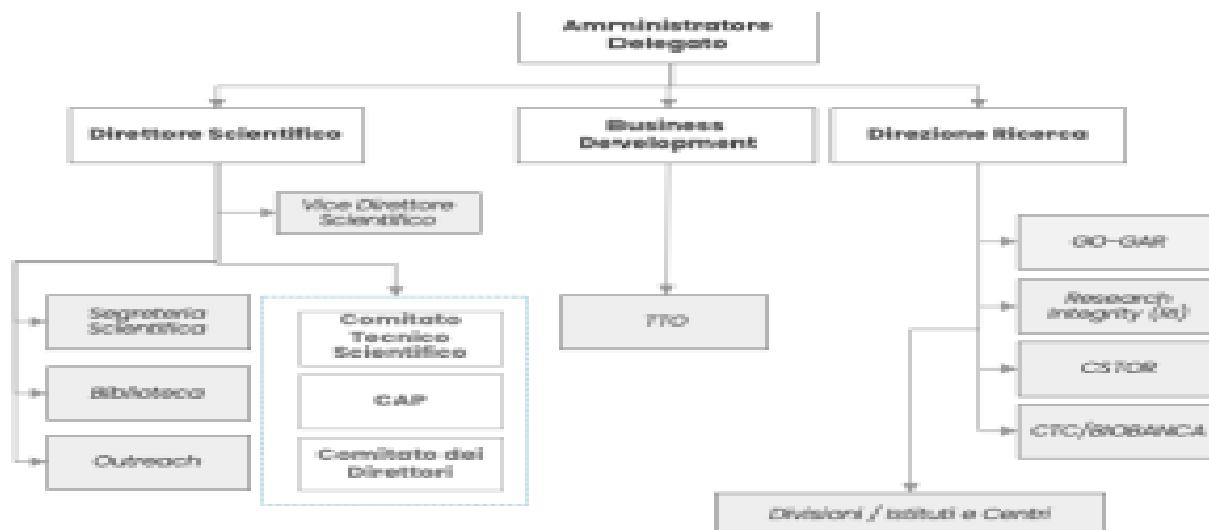 Amministratore
Delegato
Direttore Scientifico
Business
Development
Direzione Ricerca
Vice Direttore
Scientifico
GO-GAR
Segreteria
Scientifica
Comitato
Tecnico
Scientifico
TTO
Research
Integrity (RI)
CSTOR
Biblioteca
CAP
CTC/BIOBANCA
Outreach
Comitato dei
Direttori
Divisioni / Istituti e Centri